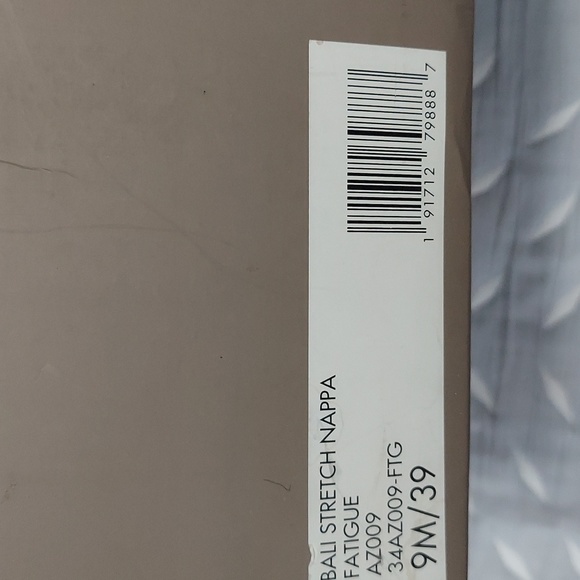 BALI STRETCH NAPPA
FATIGUE
AZ009
34AZ009-FTG
9M/39
1 91712 79888 7